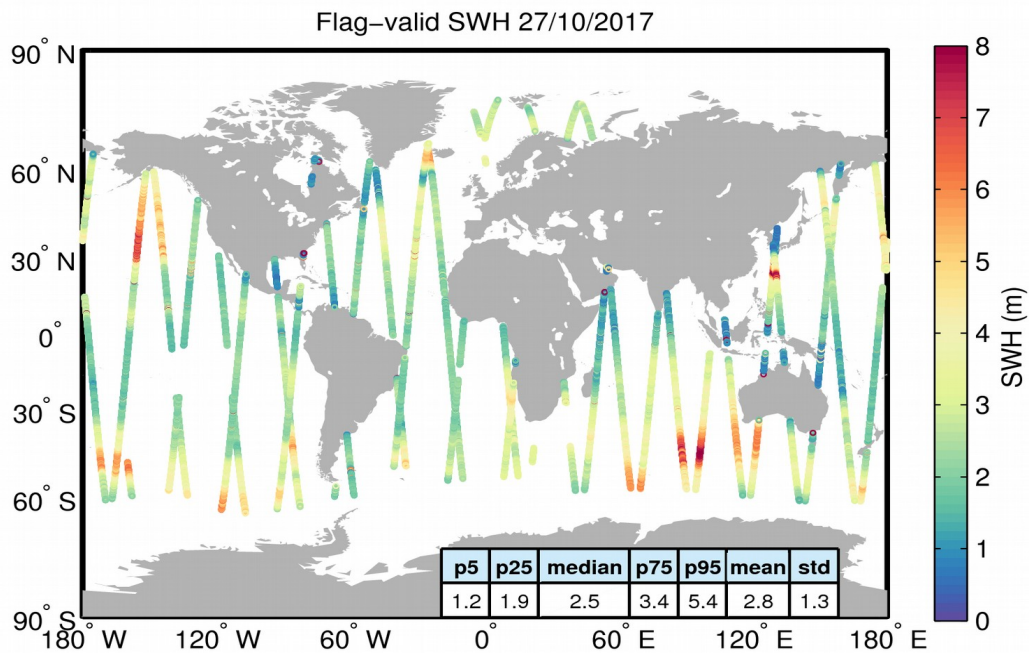 Flag−valid SWH 27/10/2017
90° N
60° N
30° N
0°
30° S
60° S
90° S
180° W
120° W
60° W
0°
60° E
120° E
180° E
8
7
6
5
4
3
2
1
0
SWH (m)
p5 p25 median p75 p95 mean std
1.2 1.9 2.5 3.4 5.4 2.8 1.3